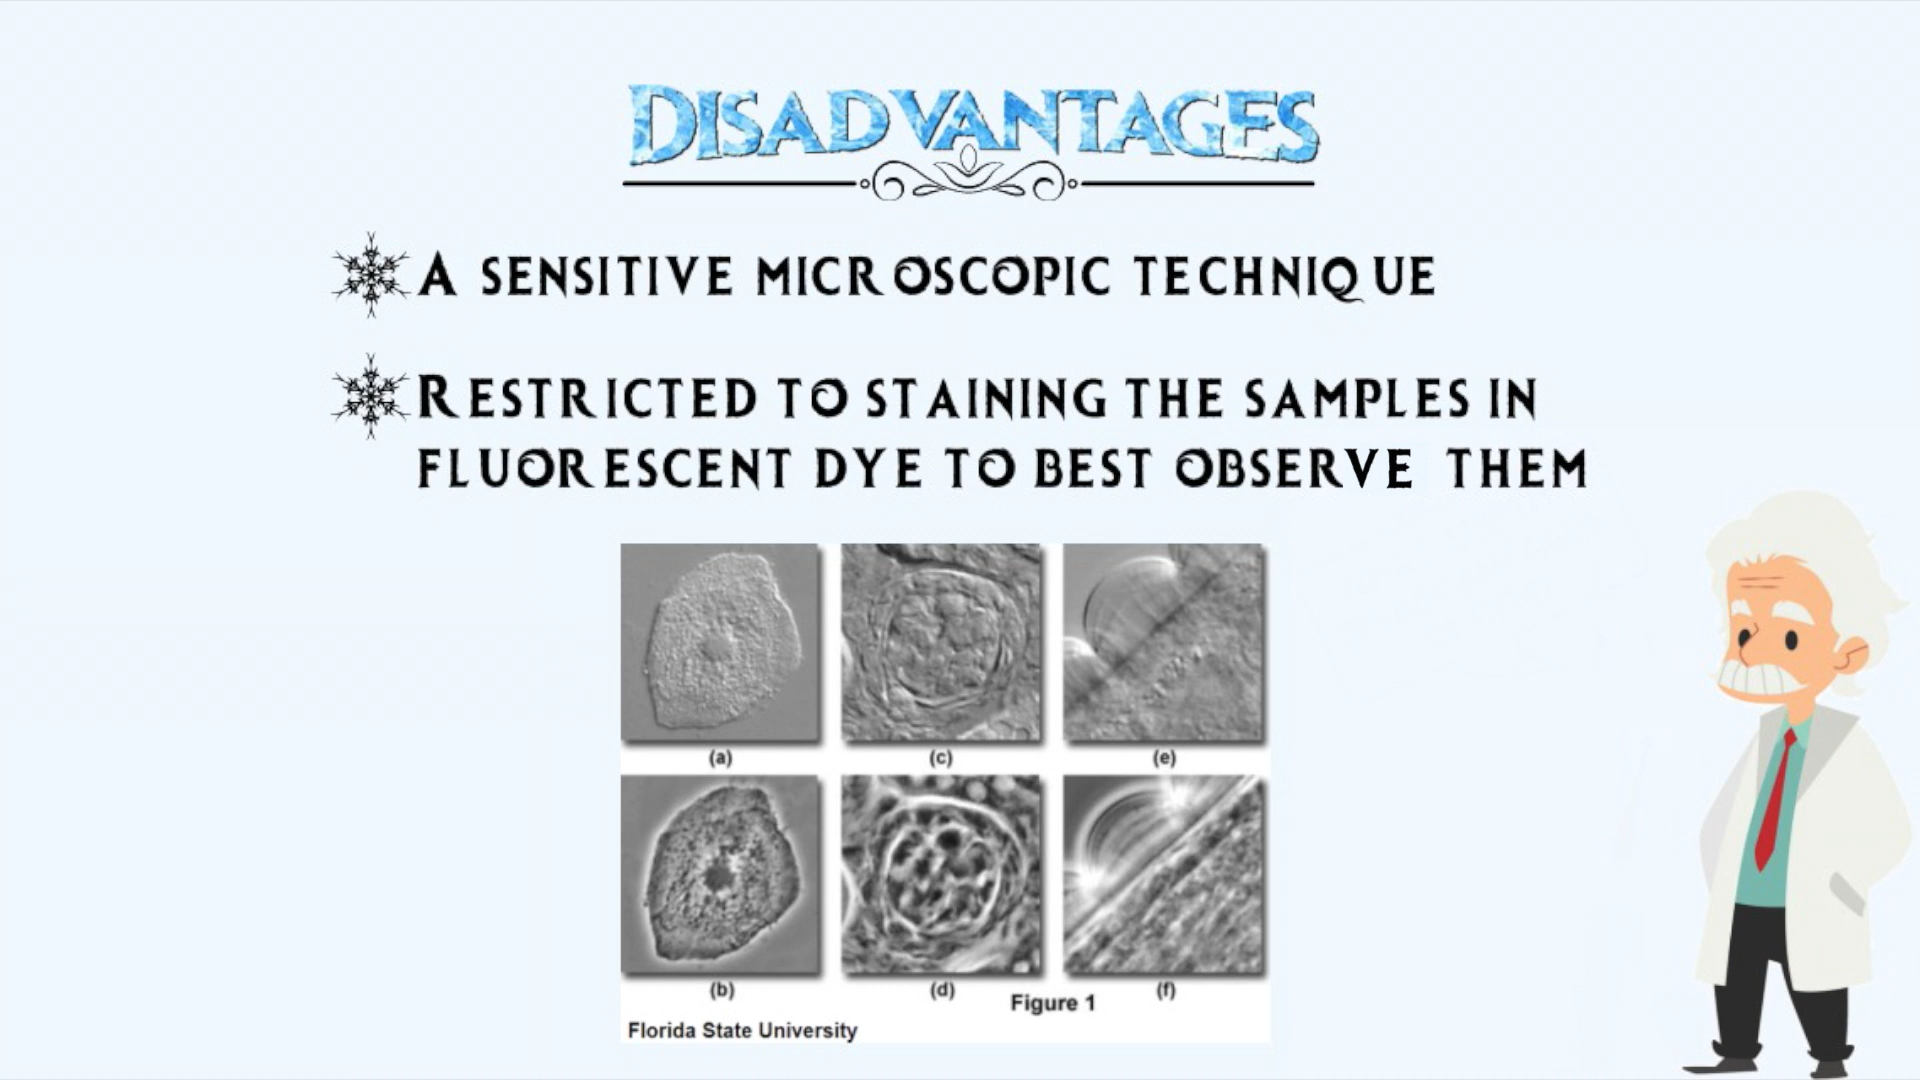 DISADVANTAGES
A SENSITIVE MICROSCOPIC TECHNIQUE
RESTRICTED TO STAINING THE SAMPLES IN
FLUORESCENT DYE TO BEST OBSERVE THEM
(a) (c) (e)
(b) (d) (f)
Figure 1
Florida State University